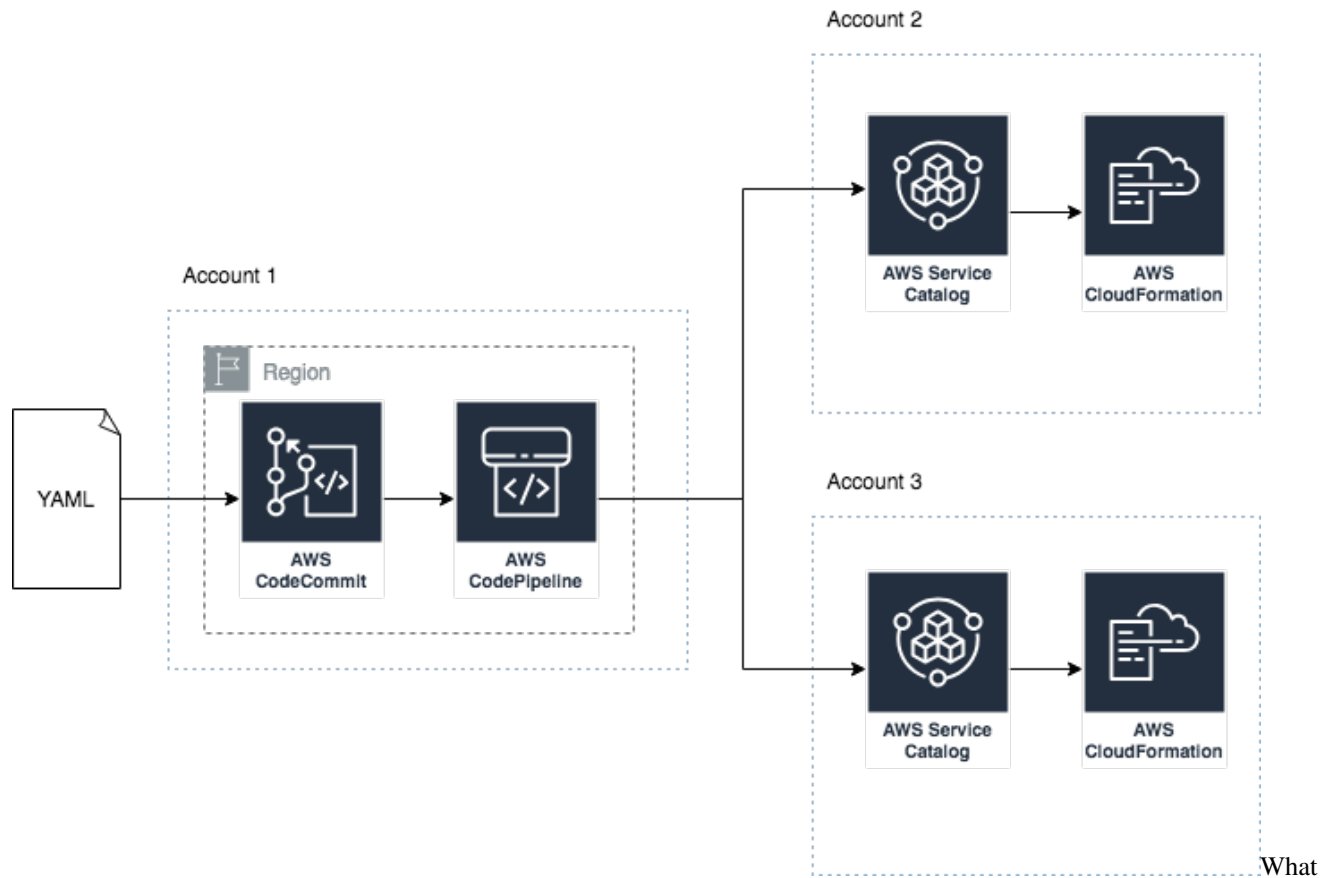 Account 2
AWS Service
Catalog
AWS
CloudFormation
Account 1
Region
YAML
AWS
CodeCommit
AWS
CodePipeline
Account 3
AWS Service
Catalog
AWS
CloudFormation
What